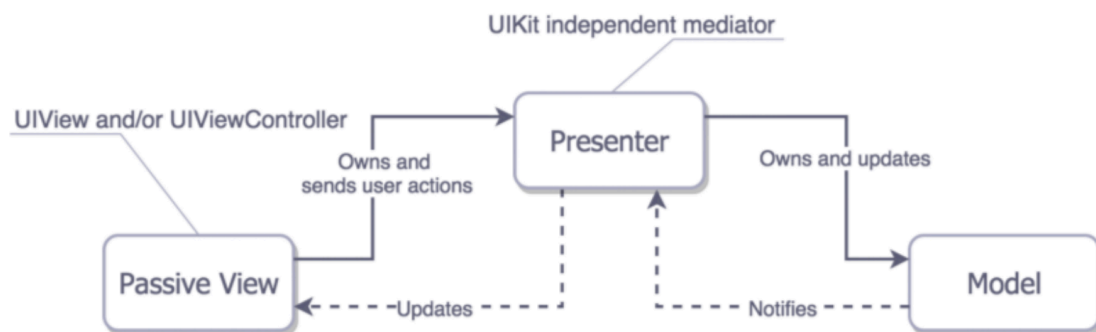 UIKit independent mediator
UIView and/or UIViewController
Presenter
Owns and
sends user actions
Owns and updates
Passive View
Model
Updates
Notifies